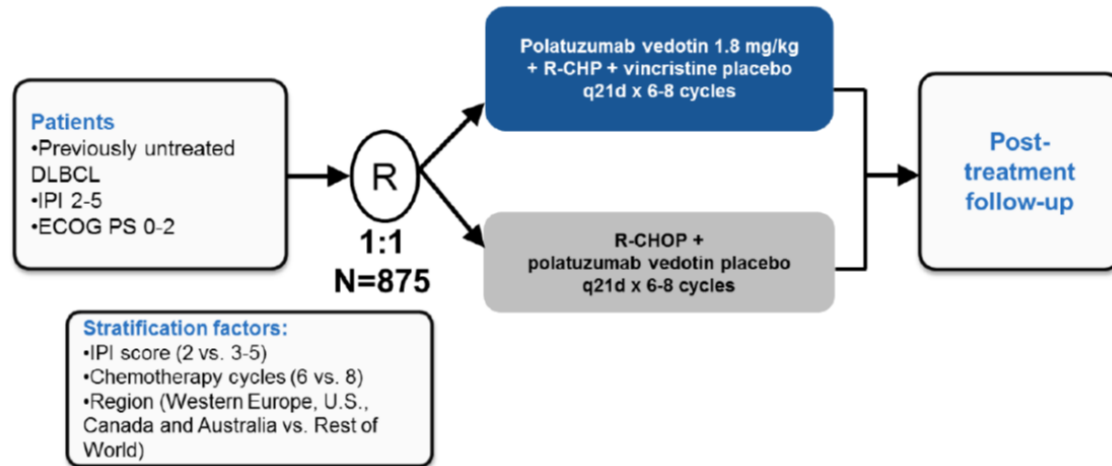 Patients
•Previously untreated
DLBCL
•IPI 2-5
•ECOG PS 0-2
R
1:1
N=875
Polatuzumab vedotin 1.8 mg/kg
+ R-CHP + vincristine placebo
q21d x 6-8 cycles
R-CHOP +
polatuzumab vedotin placebo
q21d x 6-8 cycles
Post-
treatment
follow-up
Stratification factors:
•IPI score (2 vs. 3-5)
•Chemotherapy cycles (6 vs. 8)
•Region (Western Europe, U.S.,
Canada and Australia vs. Rest of
World)